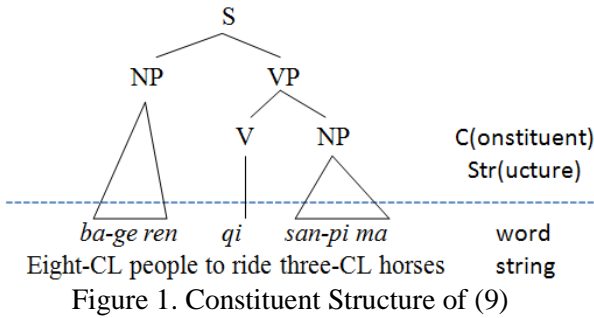 S
NP VP
V NP
C(onstituent)
Str(ucture)
ba-ge ren qi san-pi ma word
Eight-CL people to ride three-CL horses string
Figure 1. Constituent Structure of (9)